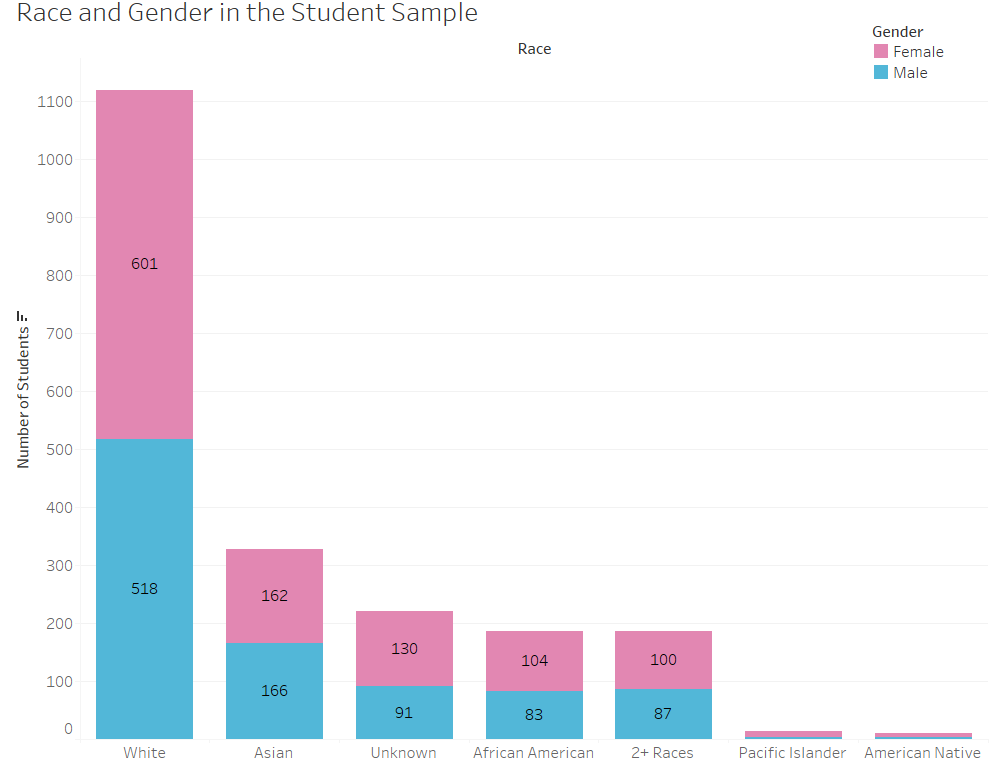 Race and Gender in the Student Sample
Race
Gender
Female
Male
Number of Students
1100
1000
900
800
700
600
500
400
300
200
100
0
601
518
162
166
130
91
104
83
100
87
White
Asian
Unknown
African American
2+ Races
Pacific Islander
American Native